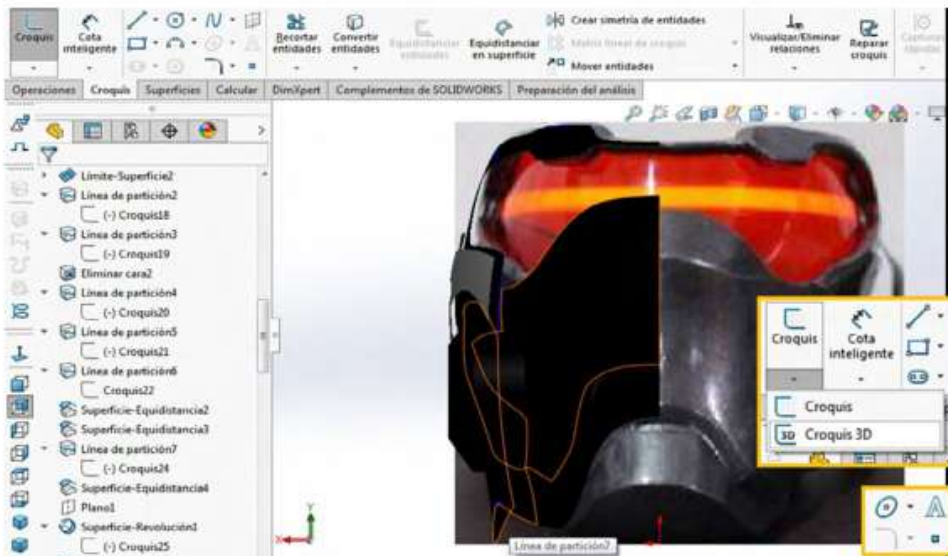 Croquis
Cota inteligente
Recortar entidades
Convertir entidades
Equidistanciar entidades
Equidistanciar en superficie
Crear simetría de entidades
Matriz lineal de croquis
Mover entidades
Visualizar/Eliminar relaciones
Reparar croquis
Capturas rápidas
Operaciones Croquis Superficies Calcular DimXpert Complementos de SOLIDWORKS Preparación del análisis
Límite-Superficie2
Línea de partición2
(-) Croquis18
Línea de partición3
(-) Croquis19
Eliminar cara2
Línea de partición4
(-) Croquis20
Línea de partición5
(-) Croquis21
Línea de partición6
Croquis22
Superficie-Equidistancia2
Superficie-Equidistancia3
Línea de partición7
(-) Croquis24
Superficie-Equidistancia4
Plano1
Superficie-Revolución1
(-) Croquis25
Y
X
Línea de partición7
Croquis
Cota inteligente
Croquis
3D Croquis 3D
A